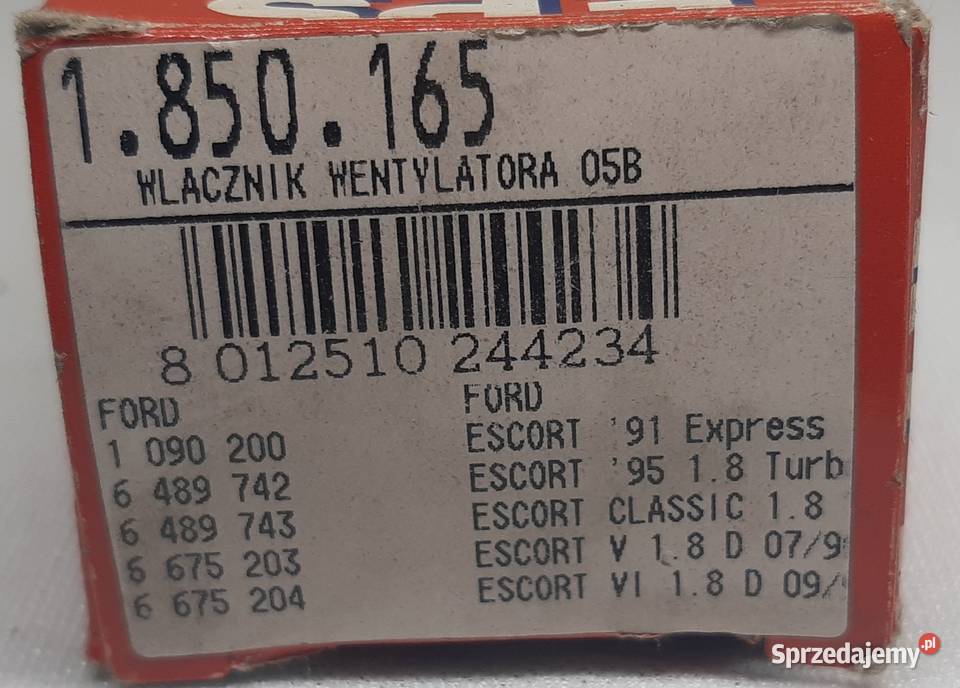 1.850.165
WLACZNIK WENTYLATORA 05B
8 012510 244234
FORD
1 090 200
6 489 742
6 489 743
6 675 203
6 675 204
FORD
ESCORT '91 Express
ESCORT '95 1.8 Turb
ESCORT CLASSIC 1.8
ESCORT V 1.8 D 07/9
ESCORT VI 1.8 D 09/
Sprzedajemy.pl